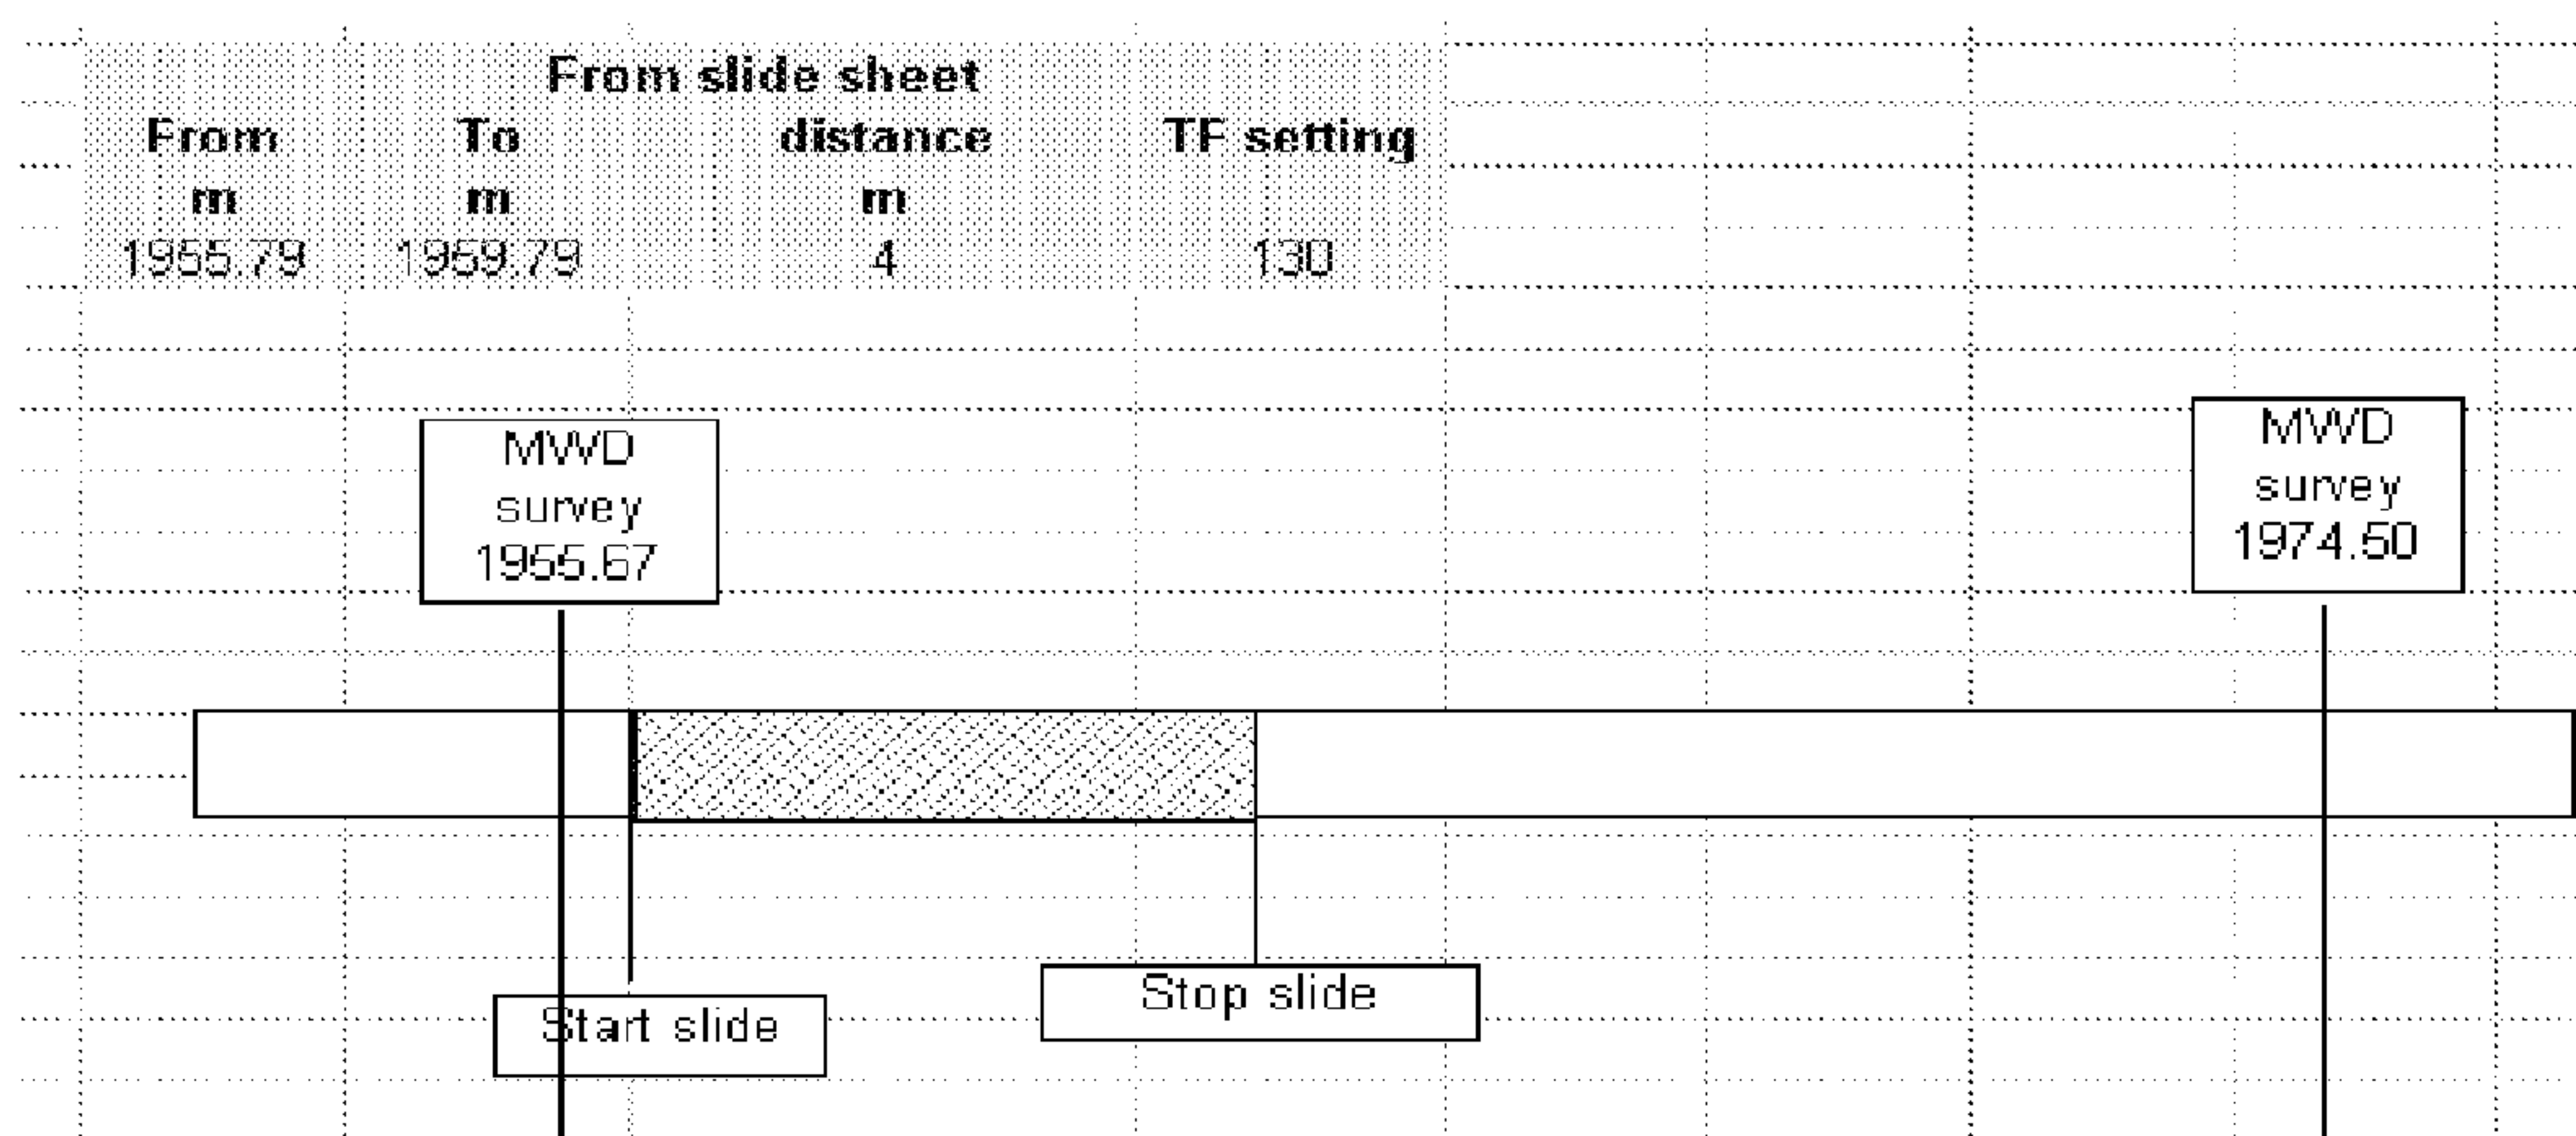 From slide sheet
From To distance TF setting
m m m
1955.79 1959.79 4 130
MWD
survey
1955.67
MWD
survey
1974.50
Start slide
Stop slide